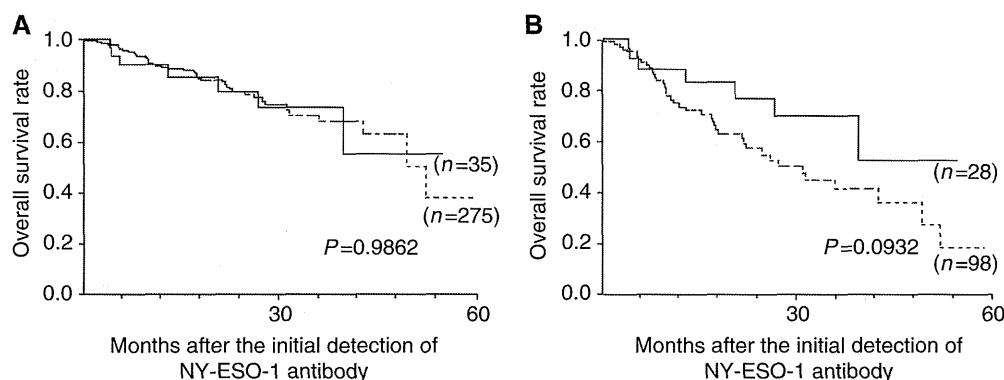 A
Overall survival rate
1.0
0.8
0.6
0.4
0.2
0.0
(n=35)
(n=275)
P=0.9862
30
60
Months after the initial detection of
NY-ESO-1 antibody
B
Overall survival rate
1.0
0.8
0.6
0.4
0.2
0.0
(n=28)
P=0.0932
(n=98)
30
60
Months after the initial detection of
NY-ESO-1 antibody